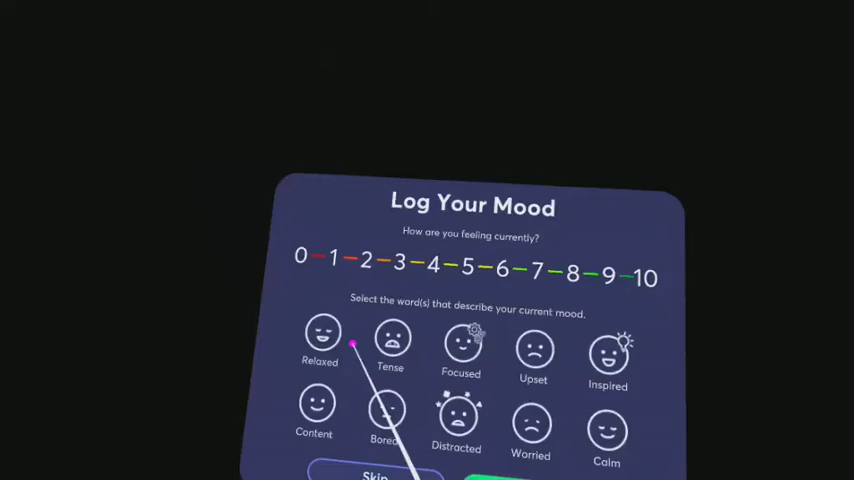 Log Your Mood
How are you feeling currently?
0 1 2 3 4 5 6 7 8 9 10
Select the word(s) that describe your current mood.
Relaxed Tense Focused Upset Inspired
Content Bored Distracted Worried Calm
Skip